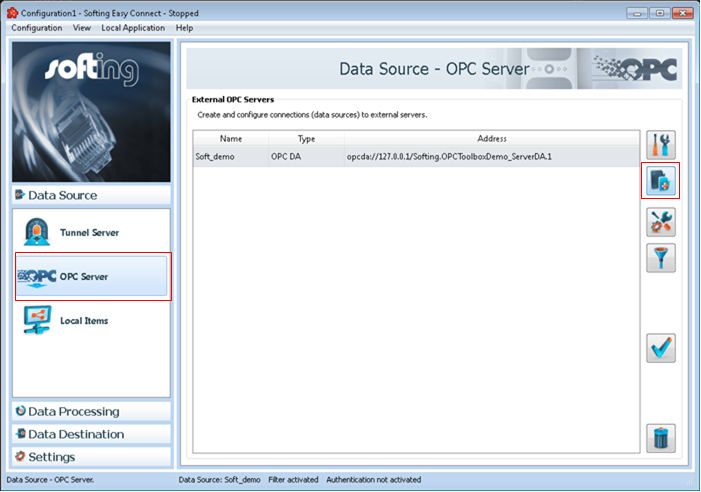 Configuration1 - Softing Easy Connect - Stopped
Configuration View Local Application Help
softing
Data Source
Tunnel Server
OPC
OPC Server
Local Items
Data Processing
Data Destination
Settings
Data Source - OPC Server
OPC
External OPC Servers
Create and configure connections (data sources) to external servers.
Name Type Address
Soft_demo OPC DA opcda://127.0.0.1/Softing.OPCToolboxDemo_ServerDA.1
Data Source - OPC Server. Data Source: Soft_demo Filter activated Authentication not activated